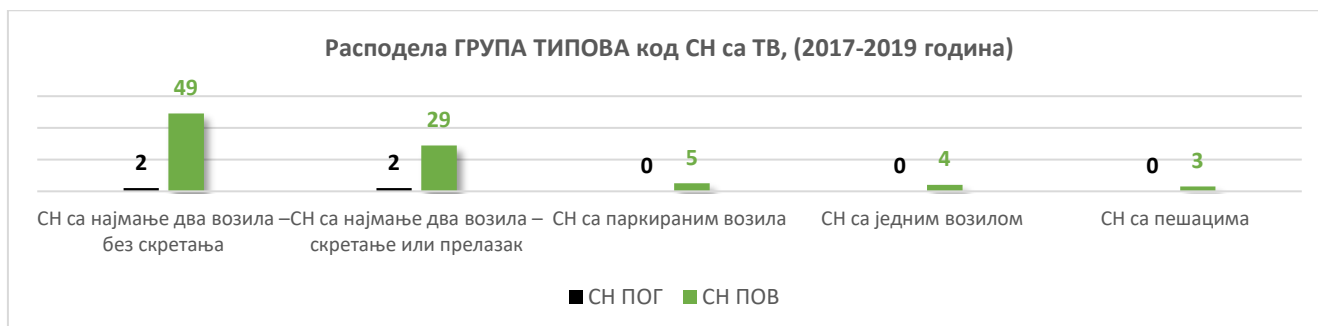 Расподела ГРУПА ТИПОВА код СН са ТВ, (2017-2019 година)
2
49
2
29
0
5
0
4
0
3
СН са најмање два возила –
без скретања
СН са најмање два возила –
скретање или прелазак
СН са паркираним возила
СН са једним возилом
СН са пешацима
СН ПОГ
СН ПОВ